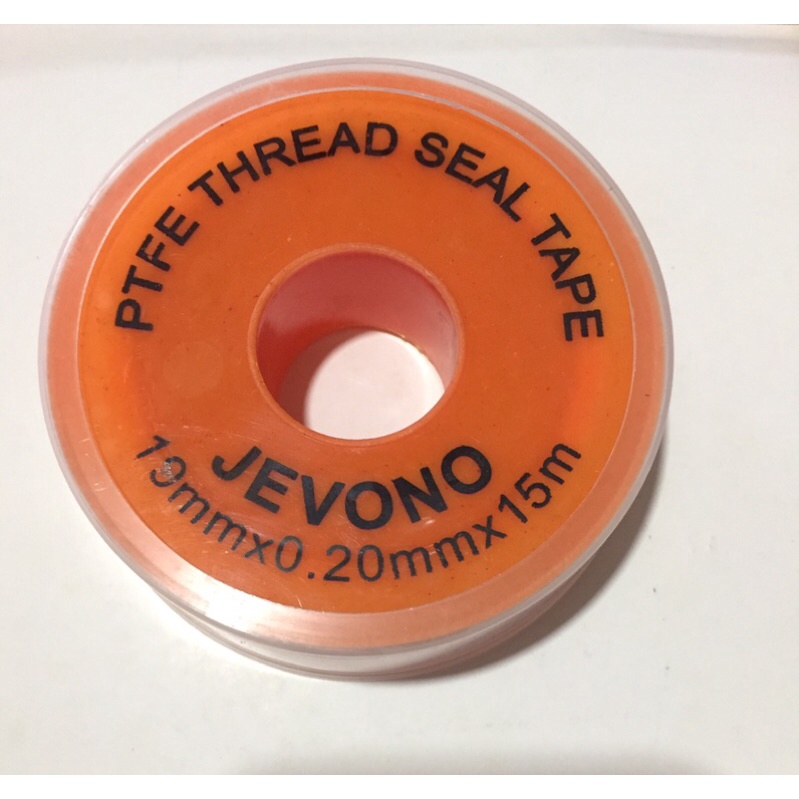 PTFE THREAD SEAL TAPE
JEVONO
19mmx0.20mmx15m